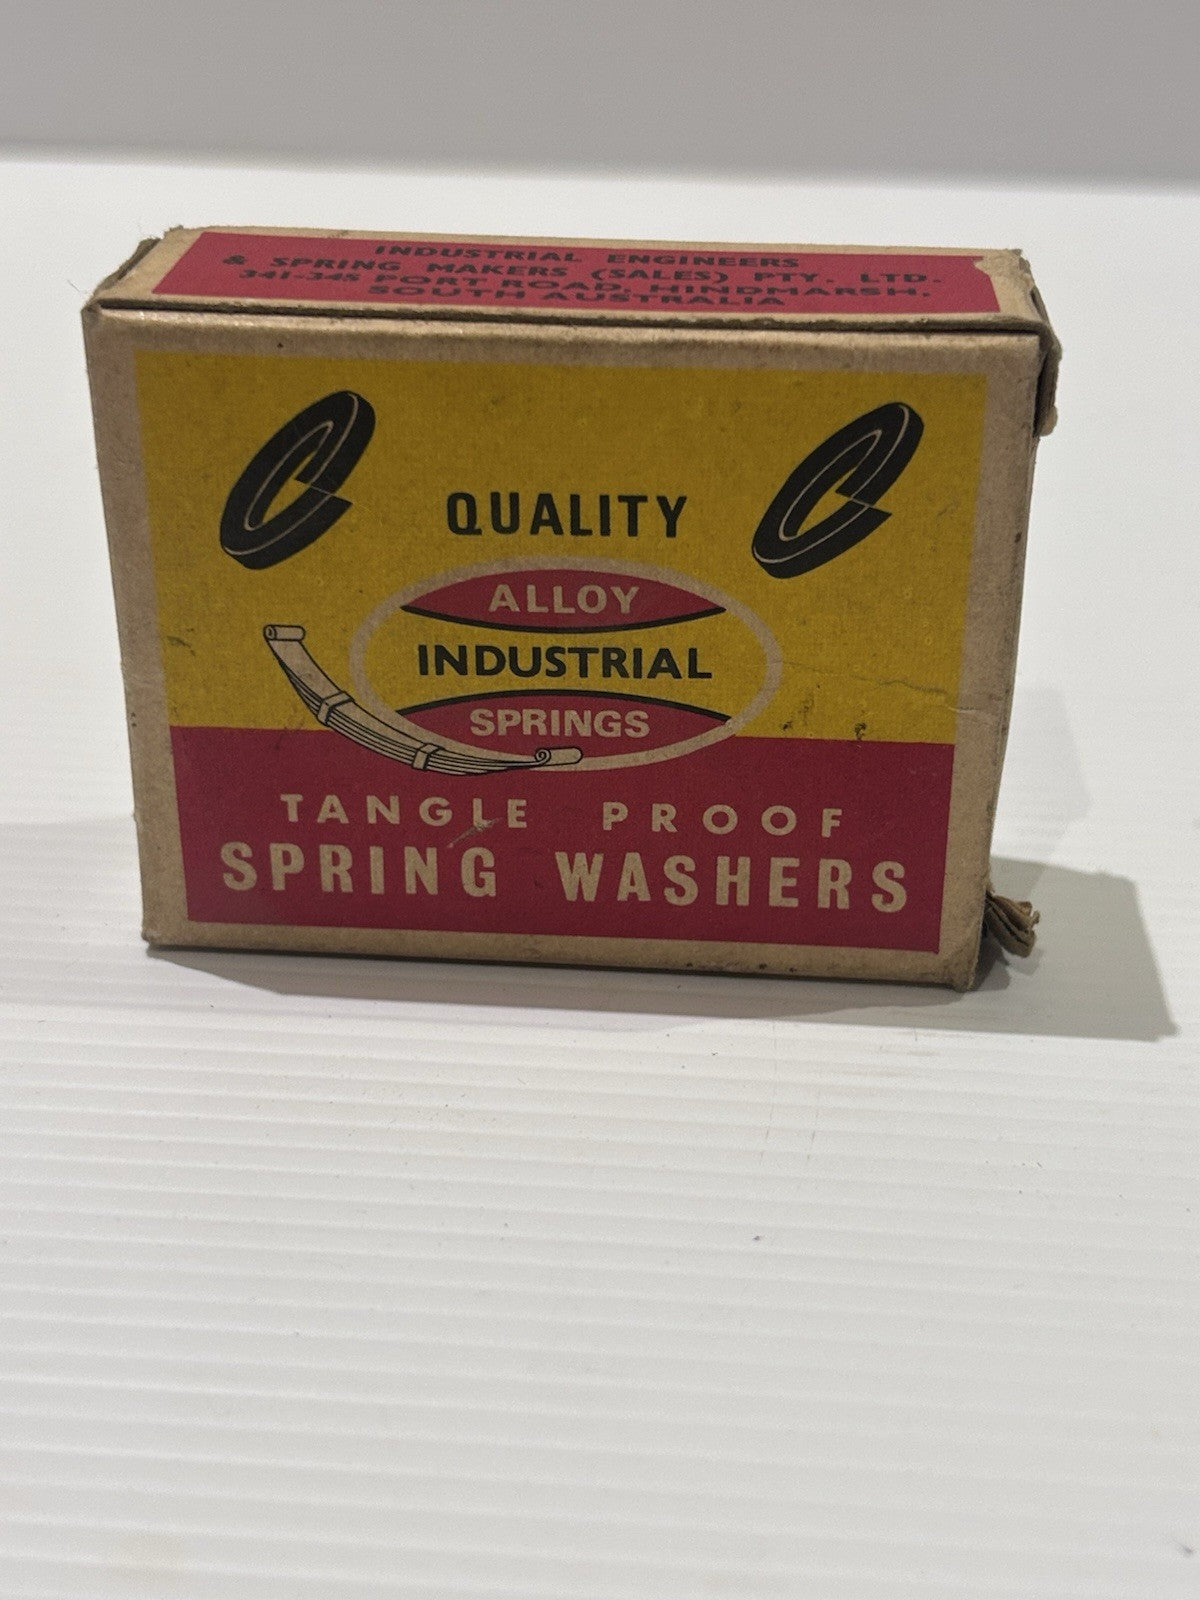 INDUSTRIAL ENGINEERS
& SPRING MAKERS (SALES) PTY. LTD.
341-345 PORT ROAD, HINDMARSH,
SOUTH AUSTRALIA
QUALITY
ALLOY
INDUSTRIAL
SPRINGS
TANGLE PROOF
SPRING WASHERS